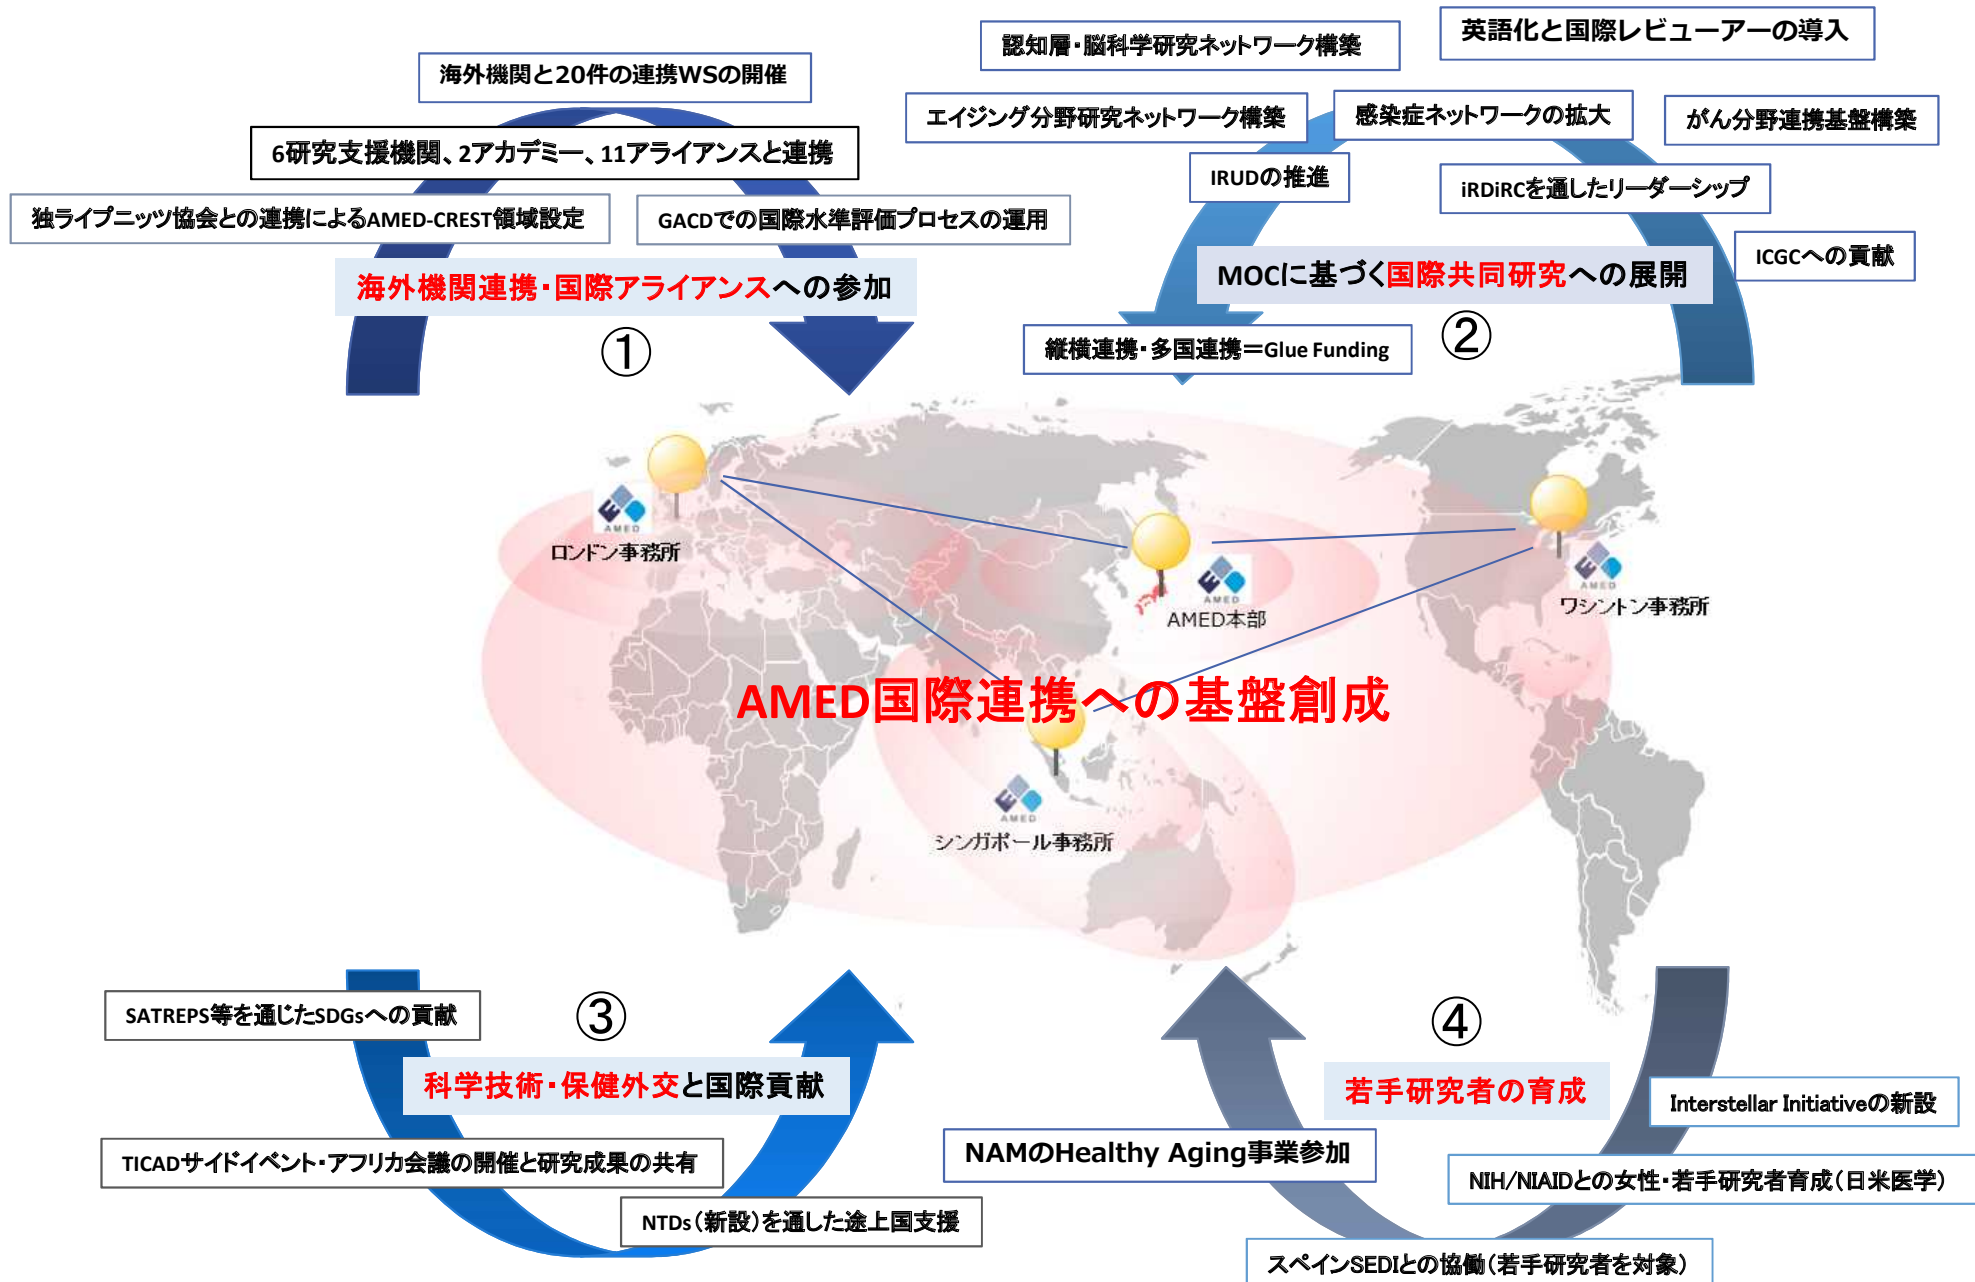 海外機関と20件の連携WSの開催
6研究支援機関、2アカデミー、11アライアンスと連携
独ライプニッツ協会との連携によるAMED-CREST領域設定
GACDでの国際水準評価プロセスの運用
海外機関連携・国際アライアンスへの参加
①
認知層・脳科学研究ネットワーク構築
英語化と国際レビューアーの導入
エイジング分野研究ネットワーク構築
感染症ネットワークの拡大
がん分野連携基盤構築
IRUDの推進
iRDiRCを通したリーダーシップ
ICGCへの貢献
MOCに基づく国際共同研究への展開
②
縦横連携・多国連携＝Glue Funding
AMED
ロンドン事務所
AMED
AMED本部
AMED
ワシントン事務所
AMED国際連携への基盤創成
AMED
シンガポール事務所
SATREPS等を通じたSDGsへの貢献
③
科学技術・保健外交と国際貢献
TICADサイドイベント・アフリカ会議の開催と研究成果の共有
NTDs（新設）を通した途上国支援
④
若手研究者の育成
Interstellar Initiativeの新設
NAMのHealthy Aging事業参加
NIH/NIAIDとの女性・若手研究者育成（日米医学）
スペインSEDIとの協働（若手研究者を対象）